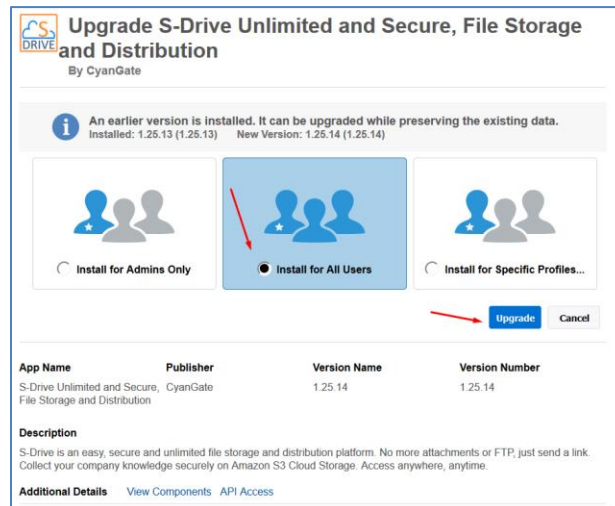 S-
DRIVE
Upgrade S-Drive Unlimited and Secure, File Storage
and Distribution
By CyanGate
i
An earlier version is installed. It can be upgraded while preserving the existing data.
Installed: 1.25.13 (1.25.13) New Version: 1.25.14 (1.25.14)
Install for Admins Only
Install for All Users
Install for Specific Profiles...
Upgrade
Cancel
App Name Publisher Version Name Version Number
S-Drive Unlimited and Secure, CyanGate 1.25.14 1.25.14
File Storage and Distribution
Description
S-Drive is an easy, secure and unlimited file storage and distribution platform. No more attachments or FTP, just send a link.
Collect your company knowledge securely on Amazon S3 Cloud Storage. Access anywhere, anytime.
Additional Details View Components API Access